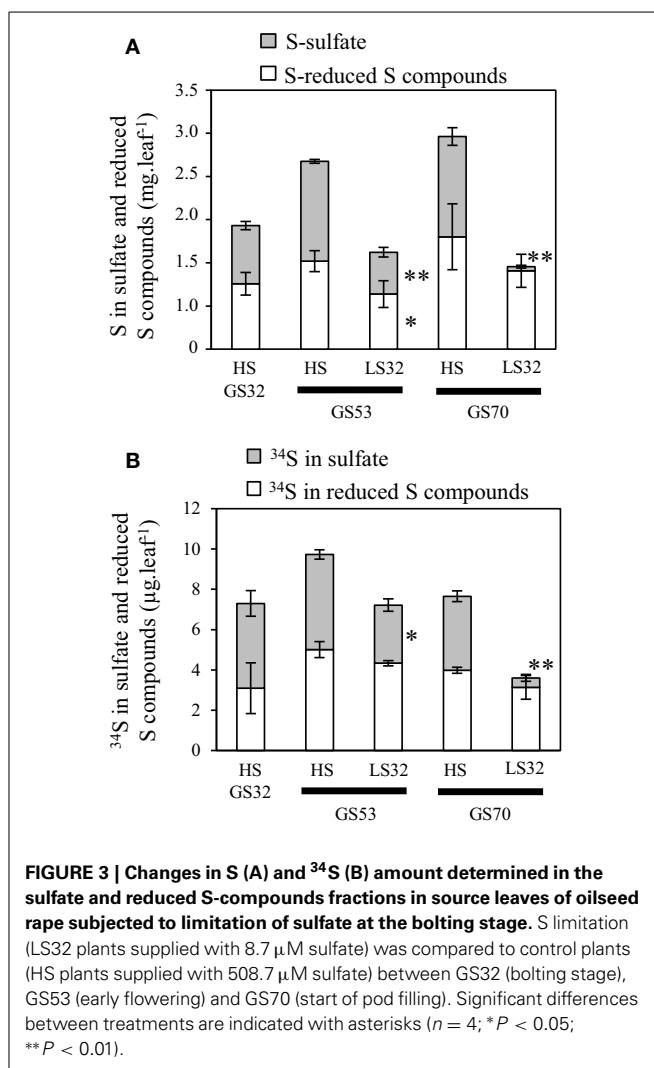 A
S-sulfate
S-reduced S compounds
S in sulfate and reduced
S compounds (mg.leaf⁻¹)
3.5
3.0
2.5
2.0
1.5
1.0
0
**
*
**
HS
GS32
HS
LS32
HS
LS32
GS53
GS70
B
³⁴S in sulfate
³⁴S in reduced S compounds
³⁴S in sulfate and reduced
S compounds (µg.leaf⁻¹)
12
10
8
6
4
2
0
*
**
HS
GS32
HS
LS32
HS
LS32
GS53
GS70
FIGURE 3 | Changes in S (A) and ³⁴S (B) amount determined in the
sulfate and reduced S-compounds fractions in source leaves of oilseed
rape subjected to limitation of sulfate at the bolting stage. S limitation
(LS32 plants supplied with 8.7 µM sulfate) was compared to control plants
(HS plants supplied with 508.7 µM sulfate) between GS32 (bolting stage),
GS53 (early flowering) and GS70 (start of pod filling). Significant differences
between treatments are indicated with asterisks (n = 4; *P < 0.05;
**P < 0.01).